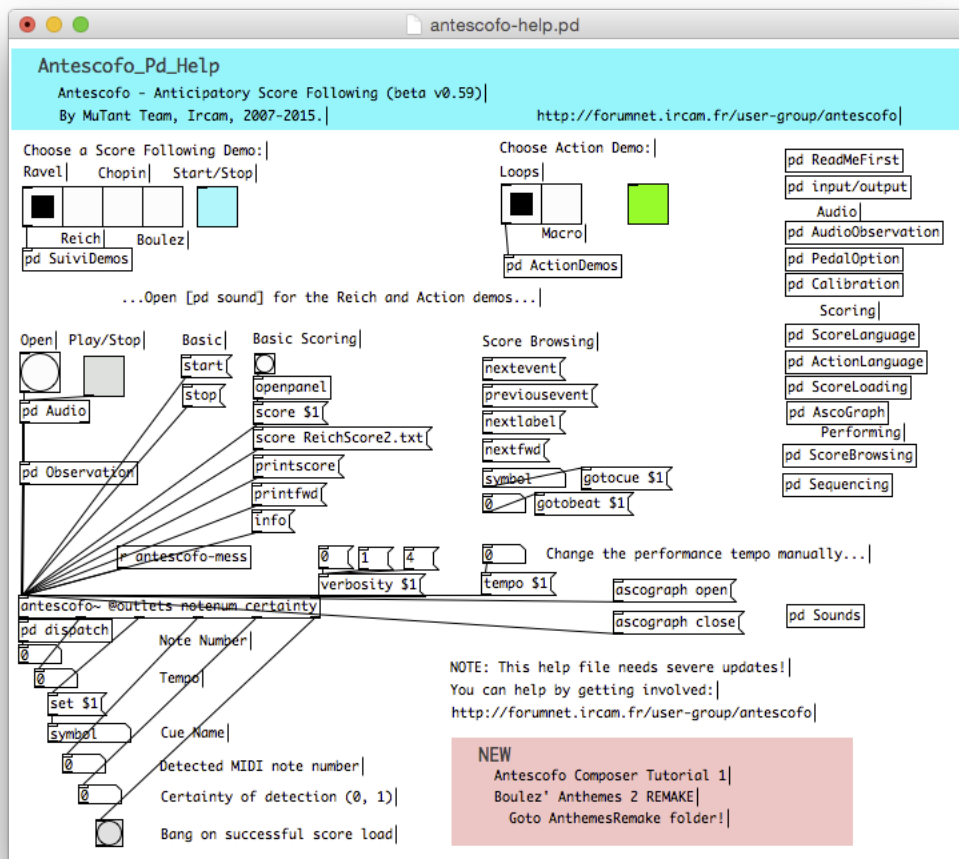 antescofo-help.pd
Antescofo_Pd_Help
Antescofo - Anticipatory Score Following (beta v0.59)
By MuTant Team, Ircam, 2007-2015.
http://forumnet.ircam.fr/user-group/antescofo
Choose a Score Following Demo:
Ravel
Chopin
Start/Stop
Reich
Boulez
pd SuiviDemos
Choose Action Demo:
Loops
Macro
pd ActionDemos
...Open [pd sound] for the Reich and Action demos...
pd ReadMeFirst
pd input/output
Audio
pd AudioObservation
pd PedalOption
pd Calibration
Scoring
pd ScoreLanguage
pd ActionLanguage
pd ScoreLoading
pd AscoGraph
Performing
pd ScoreBrowsing
pd Sequencing
Open
Play/Stop
pd Audio
pd Observation
Basic
start
stop
Basic Scoring
openpanel
score $1
score ReichScore2.txt
printscore
printfwd
info
Score Browsing
nextevent
previousevent
nextlabel
nextfwd
symbol
gotocue $1
0
gotobeat $1
r antescofo-mess
0
1
4
verbosity $1
0
Change the performance tempo manually...
tempo $1
ascograph open
ascograph close
pd Sounds
antescofo~ @outlets notenum certainty
pd dispatch
0
Note Number
0
Tempo
set $1
symbol
Cue Name
0
Detected MIDI note number
0
Certainty of detection (0, 1)
Bang on successful score load
NOTE: This help file needs severe updates!
You can help by getting involved:
http://forumnet.ircam.fr/user-group/antescofo
NEW
Antescofo Composer Tutorial 1
Boulez' Anthemes 2 REMAKE
Goto AnthemesRemake folder!